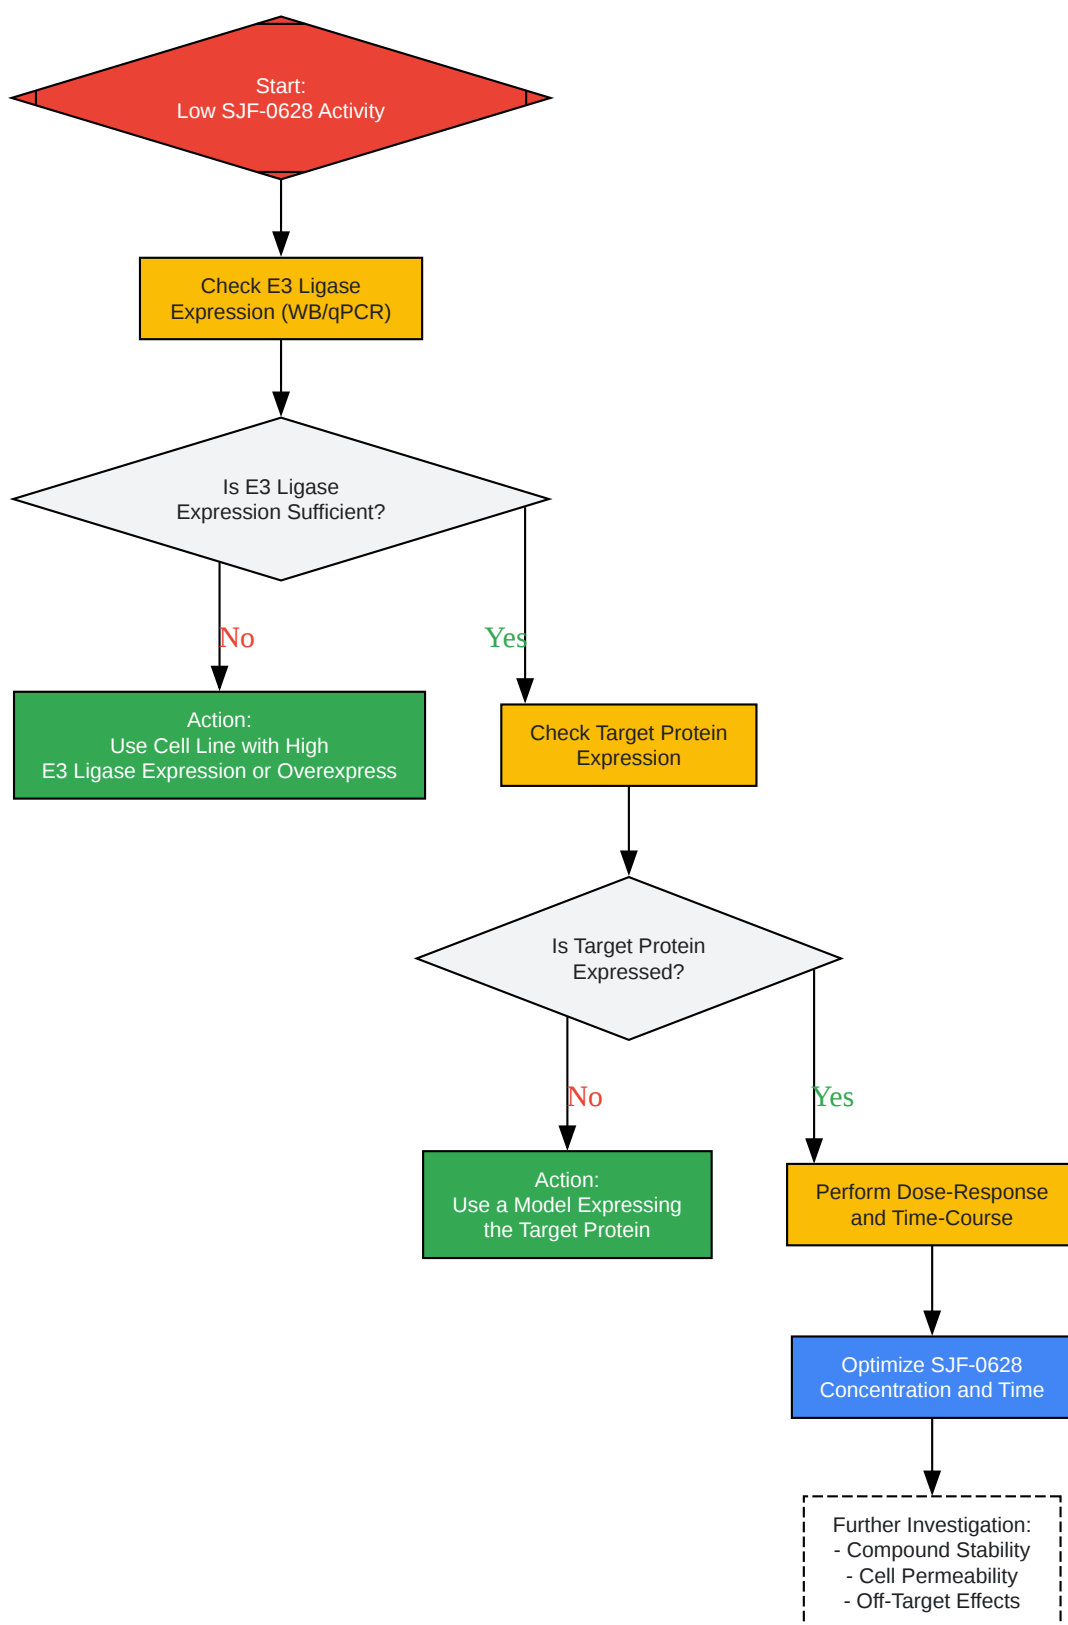 Start:
Low SJF-0628 Activity
Check E3 Ligase
Expression (WB/qPCR)
Is E3 Ligase
Expression Sufficient?
No
Yes
Action:
Use Cell Line with High
E3 Ligase Expression or Overexpress
Check Target Protein
Expression
Is Target Protein
Expressed?
No
Yes
Action:
Use a Model Expressing
the Target Protein
Perform Dose-Response
and Time-Course
Optimize SJF-0628
Concentration and Time
Further Investigation:
- Compound Stability
- Cell Permeability
- Off-Target Effects